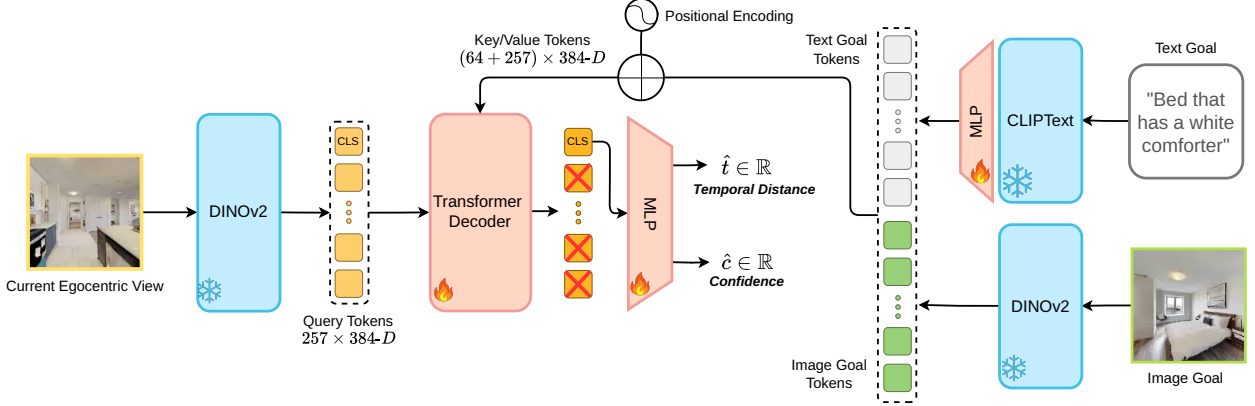 Positional Encoding
Key/Value Tokens
(64 + 257) × 384-D
Text Goal
Tokens
Text Goal
"Bed that
has a white
comforter"
CLIPText
MLP
CLS
DINOv2
Current Egocentric View
Query Tokens
257 × 384-D
Transformer
Decoder
CLS
MLP
t̂ ∈ ℝ
Temporal Distance
ĉ ∈ ℝ
Confidence
DINOv2
Image Goal
Tokens
Image Goal